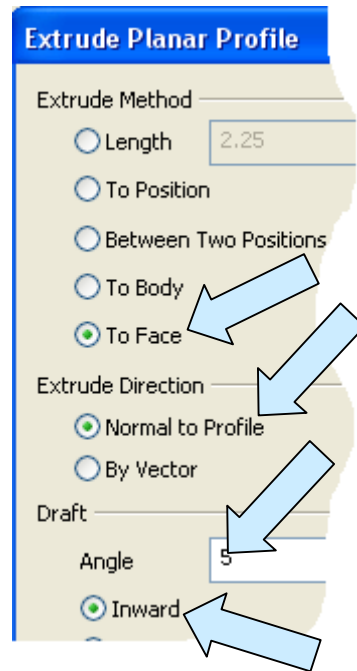 Extrude Planar Profile
Extrude Method
Length 2.25
To Position
Between Two Positions
To Body
To Face
Extrude Direction
Normal to Profile
By Vector
Draft
Angle 5
Inward